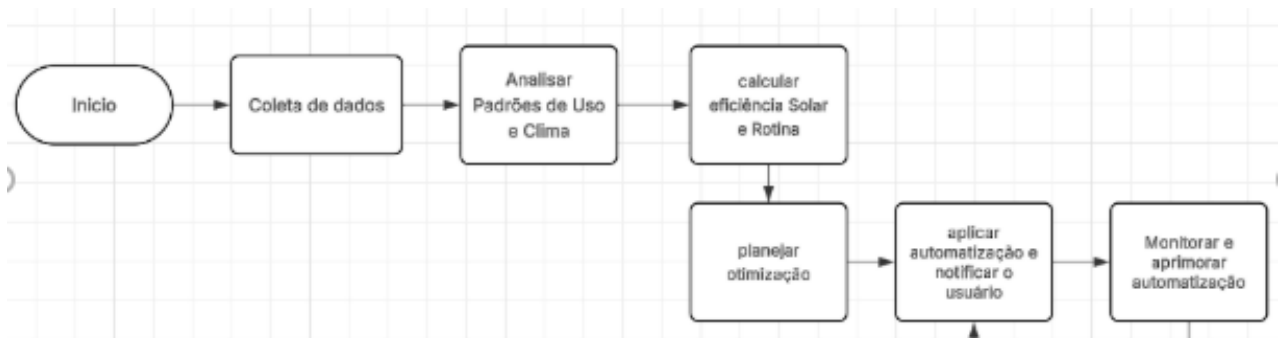 Inicio
Coleta de dados
Analisar
Padrões de Uso
e Clima
calcular
eficiência Solar
e Rotina
planejar
otimização
aplicar
automatização e
notificar o
usuário
Monitorar e
aprimorar
automatização